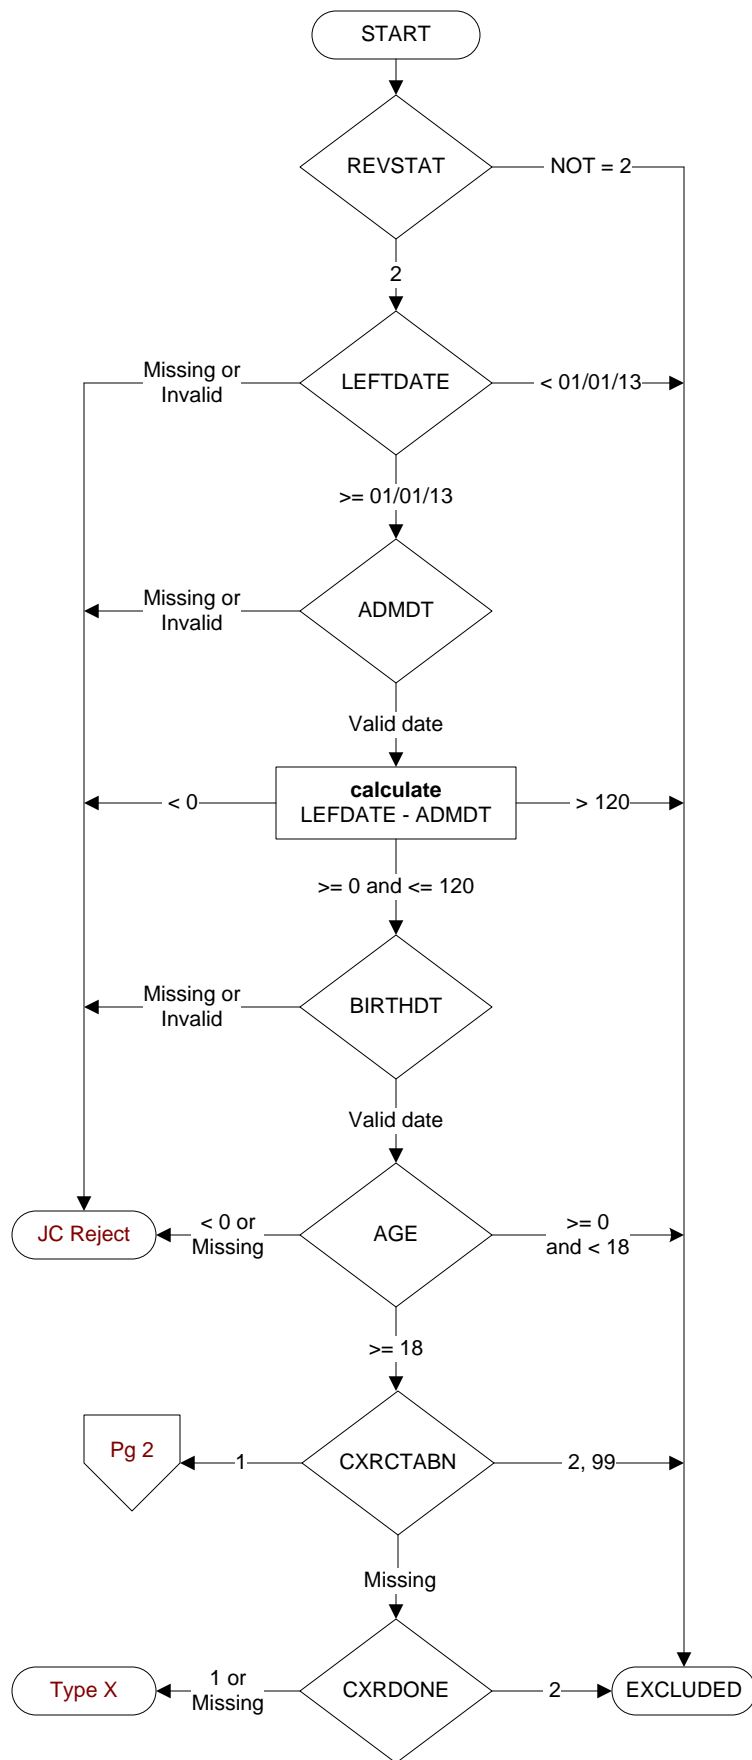 START
REVSTAT
NOT = 2
2
Missing or
Invalid
LEFTDATE
< 01/01/13
>= 01/01/13
Missing or
Invalid
ADMDT
Valid date
< 0
calculate
LEFDATE - ADMDT
> 120
>= 0 and <= 120
Missing or
Invalid
BIRTHDT
Valid date
JC Reject
< 0 or
Missing
AGE
>= 0
and < 18
>= 18
Pg 2
1
CXRCTABN
2, 99
Missing
Type X
1 or
Missing
CXRDONE
2
EXCLUDED